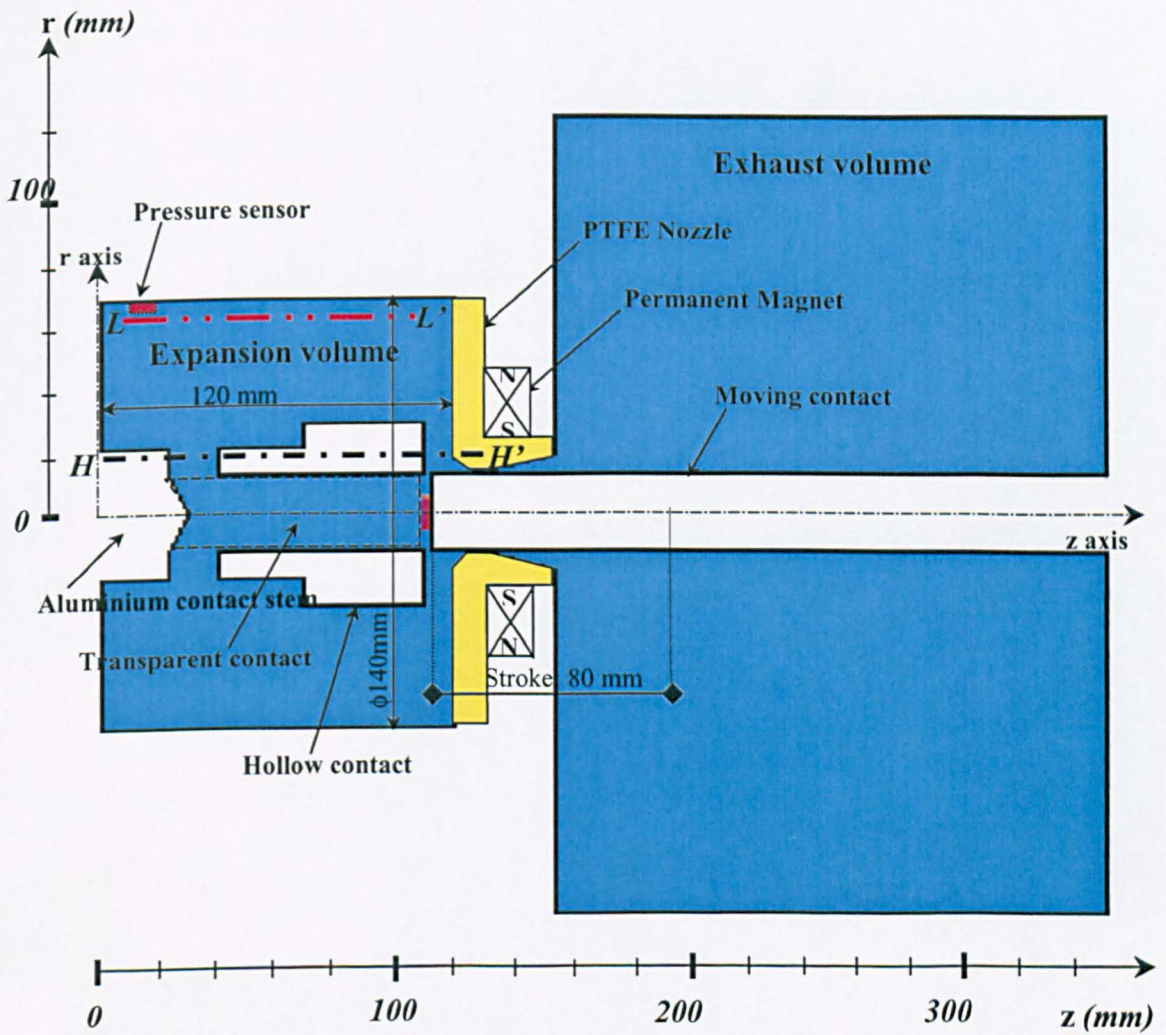 r (mm)
Exhaust volume
100
Pressure sensor
PTFE Nozzle
r axis
Permanent Magnet
L
L'
Expansion volume
N
120 mm
Moving contact
S
H
H'
0
z axis
S
Aluminium contact stem
N
Transparent contact
Stroke 80 mm
ϕ140mm
Hollow contact
0
100
200
300
z (mm)